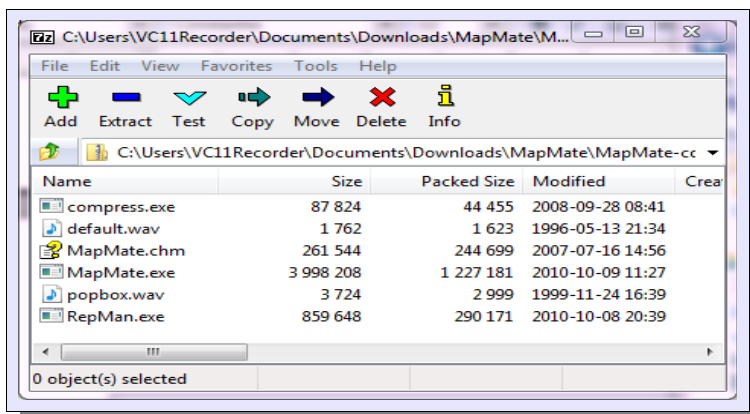 7z C:\Users\VC11Recorder\Documents\Downloads\MapMate\M...
File Edit View Favorites Tools Help
Add Extract Test Copy Move Delete Info
C:\Users\VC11Recorder\Documents\Downloads\MapMate\MapMate-cc
Name Size Packed Size Modified Crea
compress.exe 87 824 44 455 2008-09-28 08:41
default.wav 1 762 1 623 1996-05-13 21:34
MapMate.chm 261 544 244 699 2007-07-16 14:56
MapMate.exe 3 998 208 1 227 181 2010-10-09 11:27
popbox.wav 3 724 2 999 1999-11-24 16:39
RepMan.exe 859 648 290 171 2010-10-08 20:39
0 object(s) selected